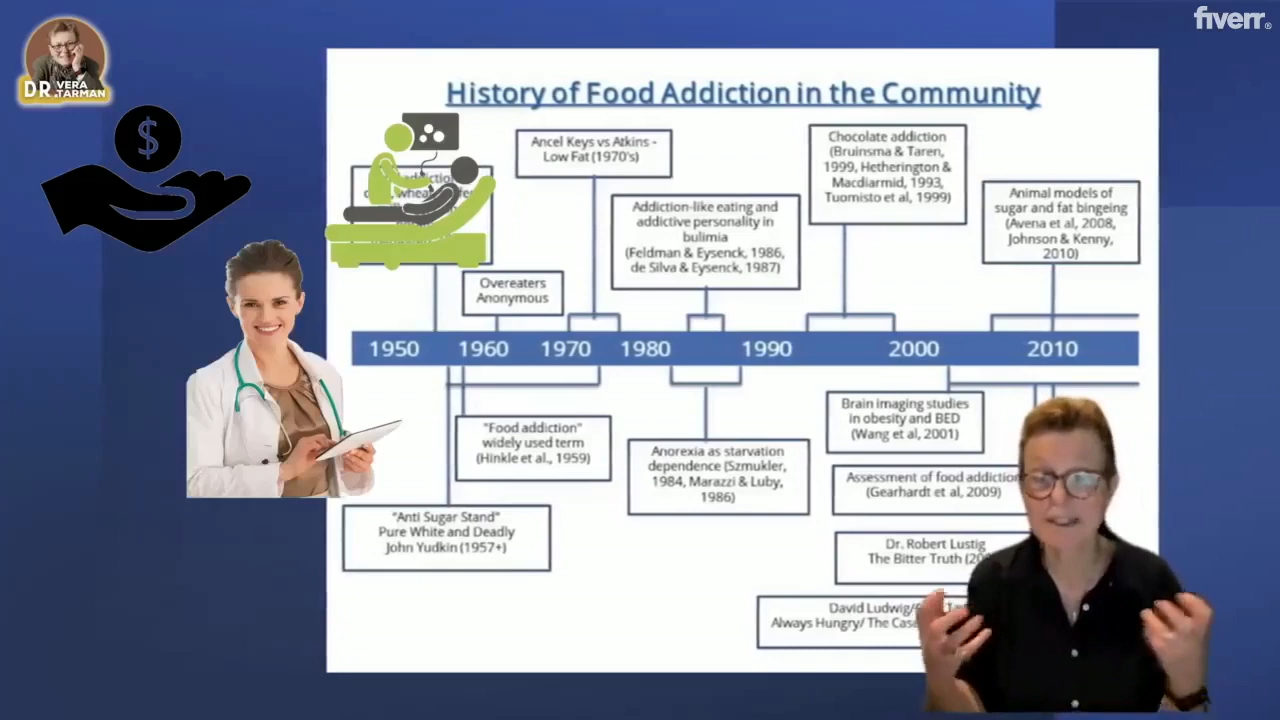 fiverr.
DR. VERA TARMAN
$
History of Food Addiction in the Community
Ancel Keys vs Atkins -
Low Fat (1970's)
Chocolate addiction
(Bruinsma & Taren,
1999, Hetherington &
Macdiarmid, 1993,
Tuomisto et al, 1999)
Addiction-like eating and
addictive personality in
bulimia
(Feldman & Eysenck, 1986,
de Silva & Eysenck, 1987)
Animal models of
sugar and fat bingeing
(Avena et al, 2008,
Johnson & Kenny,
2010)
Overeaters
Anonymous
1950 1960 1970 1980 1990 2000 2010
"Food addiction"
widely used term
(Hinkle et al., 1959)
Anorexia as starvation
dependence (Szmukler,
1984, Marazzi & Luby,
1986)
Brain imaging studies
in obesity and BED
(Wang et al, 2001)
Assessment of food addiction
(Gearhardt et al, 2009)
"Anti Sugar Stand"
Pure White and Deadly
John Yudkin (1957+)
Dr. Robert Lustig
The Bitter Truth
David Ludwig/
Always Hungry/ The Case